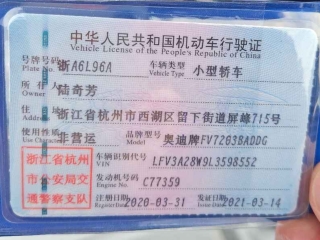 中华人民共和国机动车行驶证
Vehicle License of the People's Republic of China
号牌号码 浙A6L96A 车辆类型 小型轿车
Plate No. Vehicle Type
所有人 陆奇芳
Owner
住址 浙江省杭州市西湖区留下街道屏峰715号
使用性质 非营运 品牌型号 奥迪牌FV7203BADDG
浙江省杭州
市公安局交
通警察支队
车辆识别代号 LFV3A28W9L3598552
VIN
发动机号码 C77359
Engine No.
注册日期 2020-03-31 发证日期 2021-03-14
Register Date Issue Date